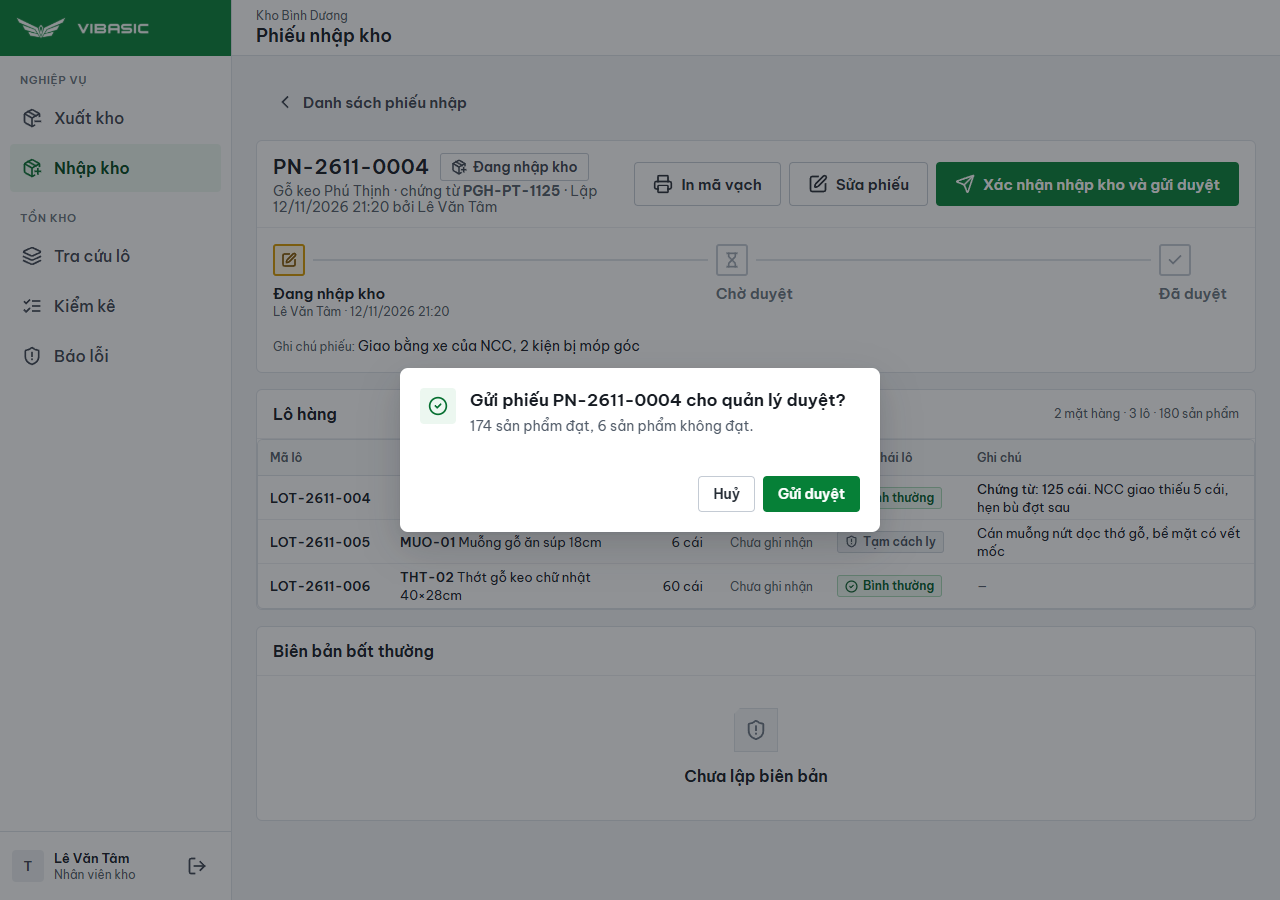 VIBASIC
Kho Bình Dương
Phiếu nhập kho
NGHIỆP VỤ
Xuất kho
Nhập kho
TỒN KHO
Tra cứu lô
Kiểm kê
Báo lỗi
Danh sách phiếu nhập
PN-2611-0004 Đang nhập kho
Gỗ keo Phú Thịnh · chứng từ PGH-PT-1125 · Lập
12/11/2026 21:20 bởi Lê Văn Tâm
In mã vạch
Sửa phiếu
Xác nhận nhập kho và gửi duyệt
Đang nhập kho
Lê Văn Tâm · 12/11/2026 21:20
Chờ duyệt
Đã duyệt
Ghi chú phiếu: Giao bằng xe của NCC, 2 kiện bị móp góc
Gửi phiếu PN-2611-0004 cho quản lý duyệt?
174 sản phẩm đạt, 6 sản phẩm không đạt.
Huỷ
Gửi duyệt
Lô hàng
2 mặt hàng · 3 lô · 180 sản phẩm
Mã lô
hái lô
Ghi chú
LOT-2611-004
h thường
Chứng từ: 125 cái. NCC giao thiếu 5 cái,
hẹn bù đợt sau
LOT-2611-005
MUO-01 Muỗng gỗ ăn súp 18cm
6 cái
Chưa ghi nhận
Tạm cách ly
Cán muỗng nứt dọc thớ gỗ, bề mặt có vết
mốc
LOT-2611-006
THT-02 Thớt gỗ keo chữ nhật
40×28cm
60 cái
Chưa ghi nhận
Bình thường
–
Biên bản bất thường
Chưa lập biên bản
T
Lê Văn Tâm
Nhân viên kho